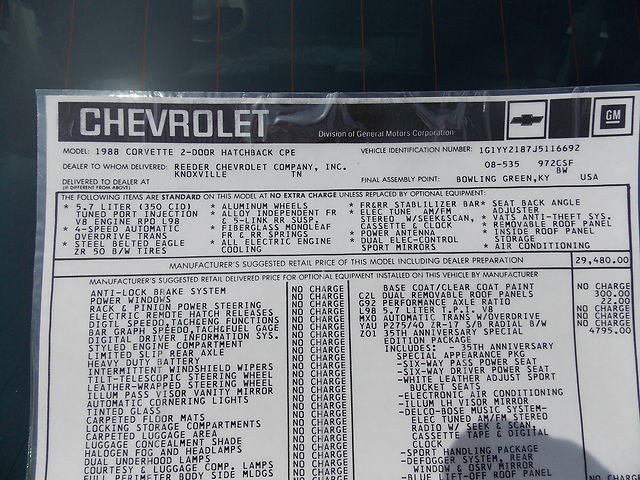 CHEVROLET
Division of General Motors Corporation
GM
MODEL: 1988 CORVETTE 2-DOOR HATCHBACK CPE
VEHICLE IDENTIFICATION NUMBER: 1G1YY2187J5116692
DEALER TO WHOM DELIVERED: REEDER CHEVROLET COMPANY, INC.
KNOXVILLE TN
08-535 972CSF
BW
DELIVERED TO DEALER AT
(IF DIFFERENT FROM ABOVE)
FINAL ASSEMBLY POINT: BOWLING GREEN,KY USA
THE FOLLOWING ITEMS ARE STANDARD ON THIS MODEL AT NO EXTRA CHARGE UNLESS REPLACED BY OPTIONAL EQUIPMENT:
* 5.7 LITER (350 CID)
TUNED PORT INJECTION
V8 ENGINE RPO L98
* 4-SPEED AUTOMATIC
OVERDRIVE TRANS
* STEEL BELTED EAGLE
ZR 50 B/W TIRES
* ALUMINUM WHEELS
* ALLOY INDEPENDENT FR
& 5-LINK RR SUSP.
* FIBERGLASS MONOLEAF
FR & RR SPRINGS
* ALL ELECTRIC ENGINE
COOLING
* FR&RR STABILILZER BAR
* ELEC TUNE AM/FM
STEREO W/SEEK&SCAN,
CASSETTE & CLOCK
* POWER ANTENNA
* DUAL ELEC-CONTROL
SPORT MIRRORS
* SEAT BACK ANGLE
ADJUSTER
* VATS ANTI-THEFT SYS.
* REMOVABLE ROOF PANEL
* INSIDE ROOF PANEL
STORAGE
* AIR CONDITIONING
MANUFACTURER'S SUGGESTED RETAIL PRICE OF THIS MODEL INCLUDING DEALER PREPARATION 29,480.00
MANUFACTURER'S SUGGESTED DELIVERED PRICE FOR OPTIONAL EQUIPMENT INSTALLED ON THIS VEHICLE BY MANUFACTURER
ANTI-LOCK BRAKE SYSTEM NO CHARGE
POWER WINDOWS NO CHARGE
RACK & PINION POWER STEERING NO CHARGE
ELECTRIC REMOTE HATCH RELEASES NO CHARGE
DIGTL SPEED,TACH&ENG FUNCTIONS NO CHARGE
BAR GRAPH SPEED,TACH&FUEL GAGE NO CHARGE
DIGITAL DRIVER INFORMATION SYS. NO CHARGE
STYLED ENGINE COMPARTMENT NO CHARGE
LIMITED SLIP REAR AXLE NO CHARGE
HEAVY DUTY BATTERY NO CHARGE
INTERMITTENT WINDSHIELD WIPERS NO CHARGE
TILT-TELESCOPIC STEERING WHEEL NO CHARGE
LEATHER-WRAPPED STEERING WHEEL NO CHARGE
ILLUM PASS VISOR VANITY MIRROR NO CHARGE
AUTOMATIC CORNERING LIGHTS NO CHARGE
TINTED GLASS NO CHARGE
CARPETED FLOOR MATS NO CHARGE
LOCKING STORAGE COMPARTMENTS NO CHARGE
CARPETED LUGGAGE AREA NO CHARGE
LUGGAGE CONCEALMENT SHADE NO CHARGE
HALOGEN FOG AND HEADLAMPS NO CHARGE
DUAL UNDERHOOD LAMPS NO CHARGE
COURTESY & LUGGAGE COMP. LAMPS NO CHARGE
FULL PERIMETER BODY SIDE MLDGS NO CHARGE
BASE COAT/CLEAR COAT PAINT NO CHARGE
C2L DUAL REMOVABLE ROOF PANELS 300.00
G92 PERFORMANCE AXLE RATIO 22.00
L98 5.7 LITER T.P.I. V8 NO CHARGE
MXO AUTOMATIC TRANS W/OVERDRIVE NO CHARGE
YAU P275/40 ZR-17 S/B RADIAL B/W NO CHARGE
Z01 35TH ANNIVERSARY SPECIAL 4795.00
EDITION PACKAGE
INCLUDES: - 35TH ANNIVERSARY
SPECIAL APPEARANCE PKG
-SIX-WAY PASS POWER SEAT
-SIX-WAY DRIVER POWER SEAT
-WHITE LEATHER ADJUST SPORT
BUCKET SEATS
-ELECTRONIC AIR CONDITIONING
-ILLUM LH VISOR MIRROR
-DELCO-BOSE MUSIC SYSTEM-
ELEC TUNED AM/FM STEREO
RADIO W/ SEEK & SCAN,
CASSETTE TAPE & DIGITAL
CLOCK
-SPORT HANDLING PACKAGE
-DEFOGGER SYSTEM, REAR
WINDOW & OSRV MIRROR
-BLUE LIFT-OFF ROOF PANEL
NO CHARGE